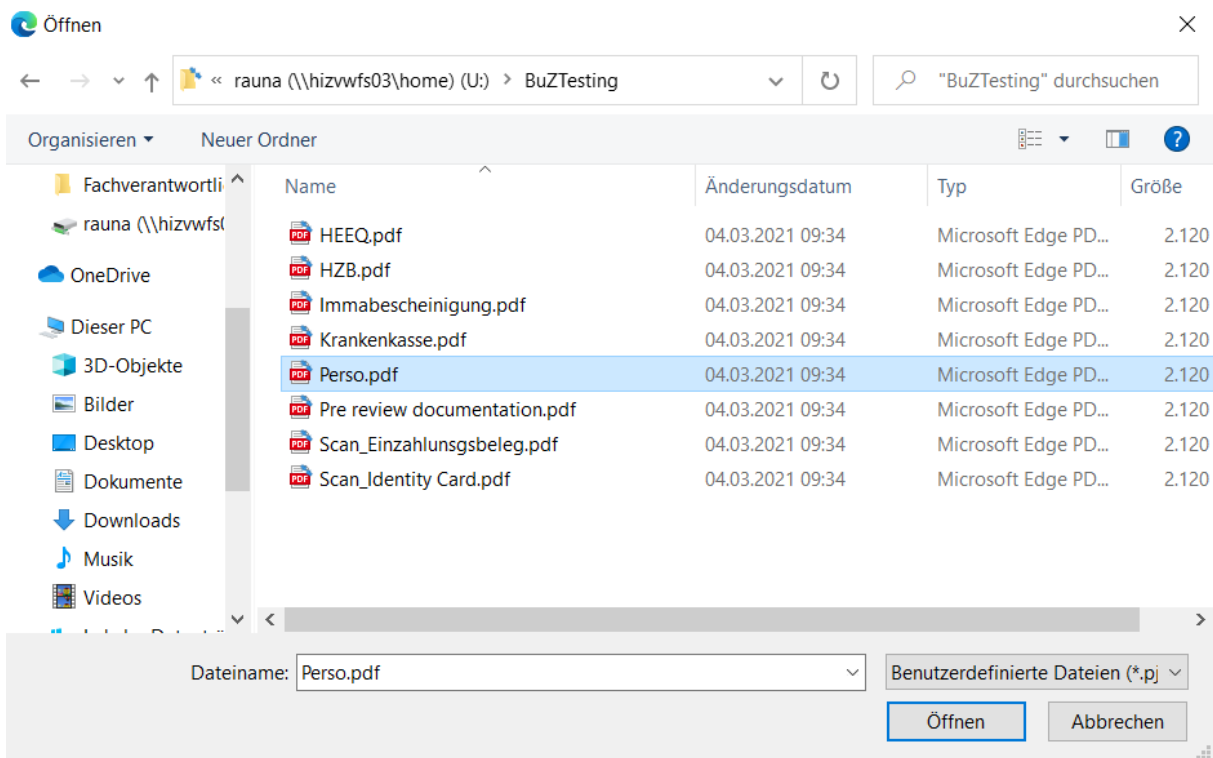 Öffnen
« rauna (\\hizvwfs03\home) (U:) > BuZTesting
"BuZTesting" durchsuchen
Organisieren
Neuer Ordner
?
Fachverantwortli
rauna (\\hizvwfs0
OneDrive
Dieser PC
3D-Objekte
Bilder
Desktop
Dokumente
Downloads
Musik
Videos
Name Änderungsdatum Typ Größe
HEEQ.pdf 04.03.2021 09:34 Microsoft Edge PD... 2.120
HZB.pdf 04.03.2021 09:34 Microsoft Edge PD... 2.120
Immabescheinigung.pdf 04.03.2021 09:34 Microsoft Edge PD... 2.120
Krankenkasse.pdf 04.03.2021 09:34 Microsoft Edge PD... 2.120
Perso.pdf 04.03.2021 09:34 Microsoft Edge PD... 2.120
Pre review documentation.pdf 04.03.2021 09:34 Microsoft Edge PD... 2.120
Scan_Einzahlunsgsbeleg.pdf 04.03.2021 09:34 Microsoft Edge PD... 2.120
Scan_Identity Card.pdf 04.03.2021 09:34 Microsoft Edge PD... 2.120
Dateiname: Perso.pdf
Benutzerdefinierte Dateien (*.pj
Öffnen
Abbrechen